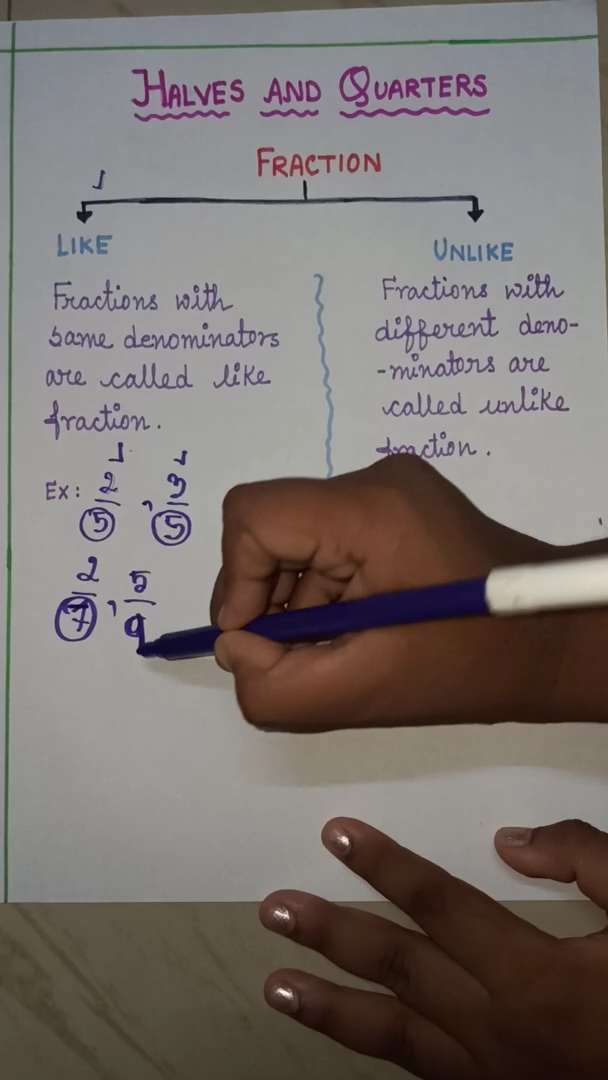 HALVES AND QUARTERS
FRACTION
LIKE
Fractions with
same denominators
are called like
fraction.
Ex: 2/5 , 3/5
2/7 , 5/9
UNLIKE
Fractions with
different deno-
-minators are
called unlike
fraction.